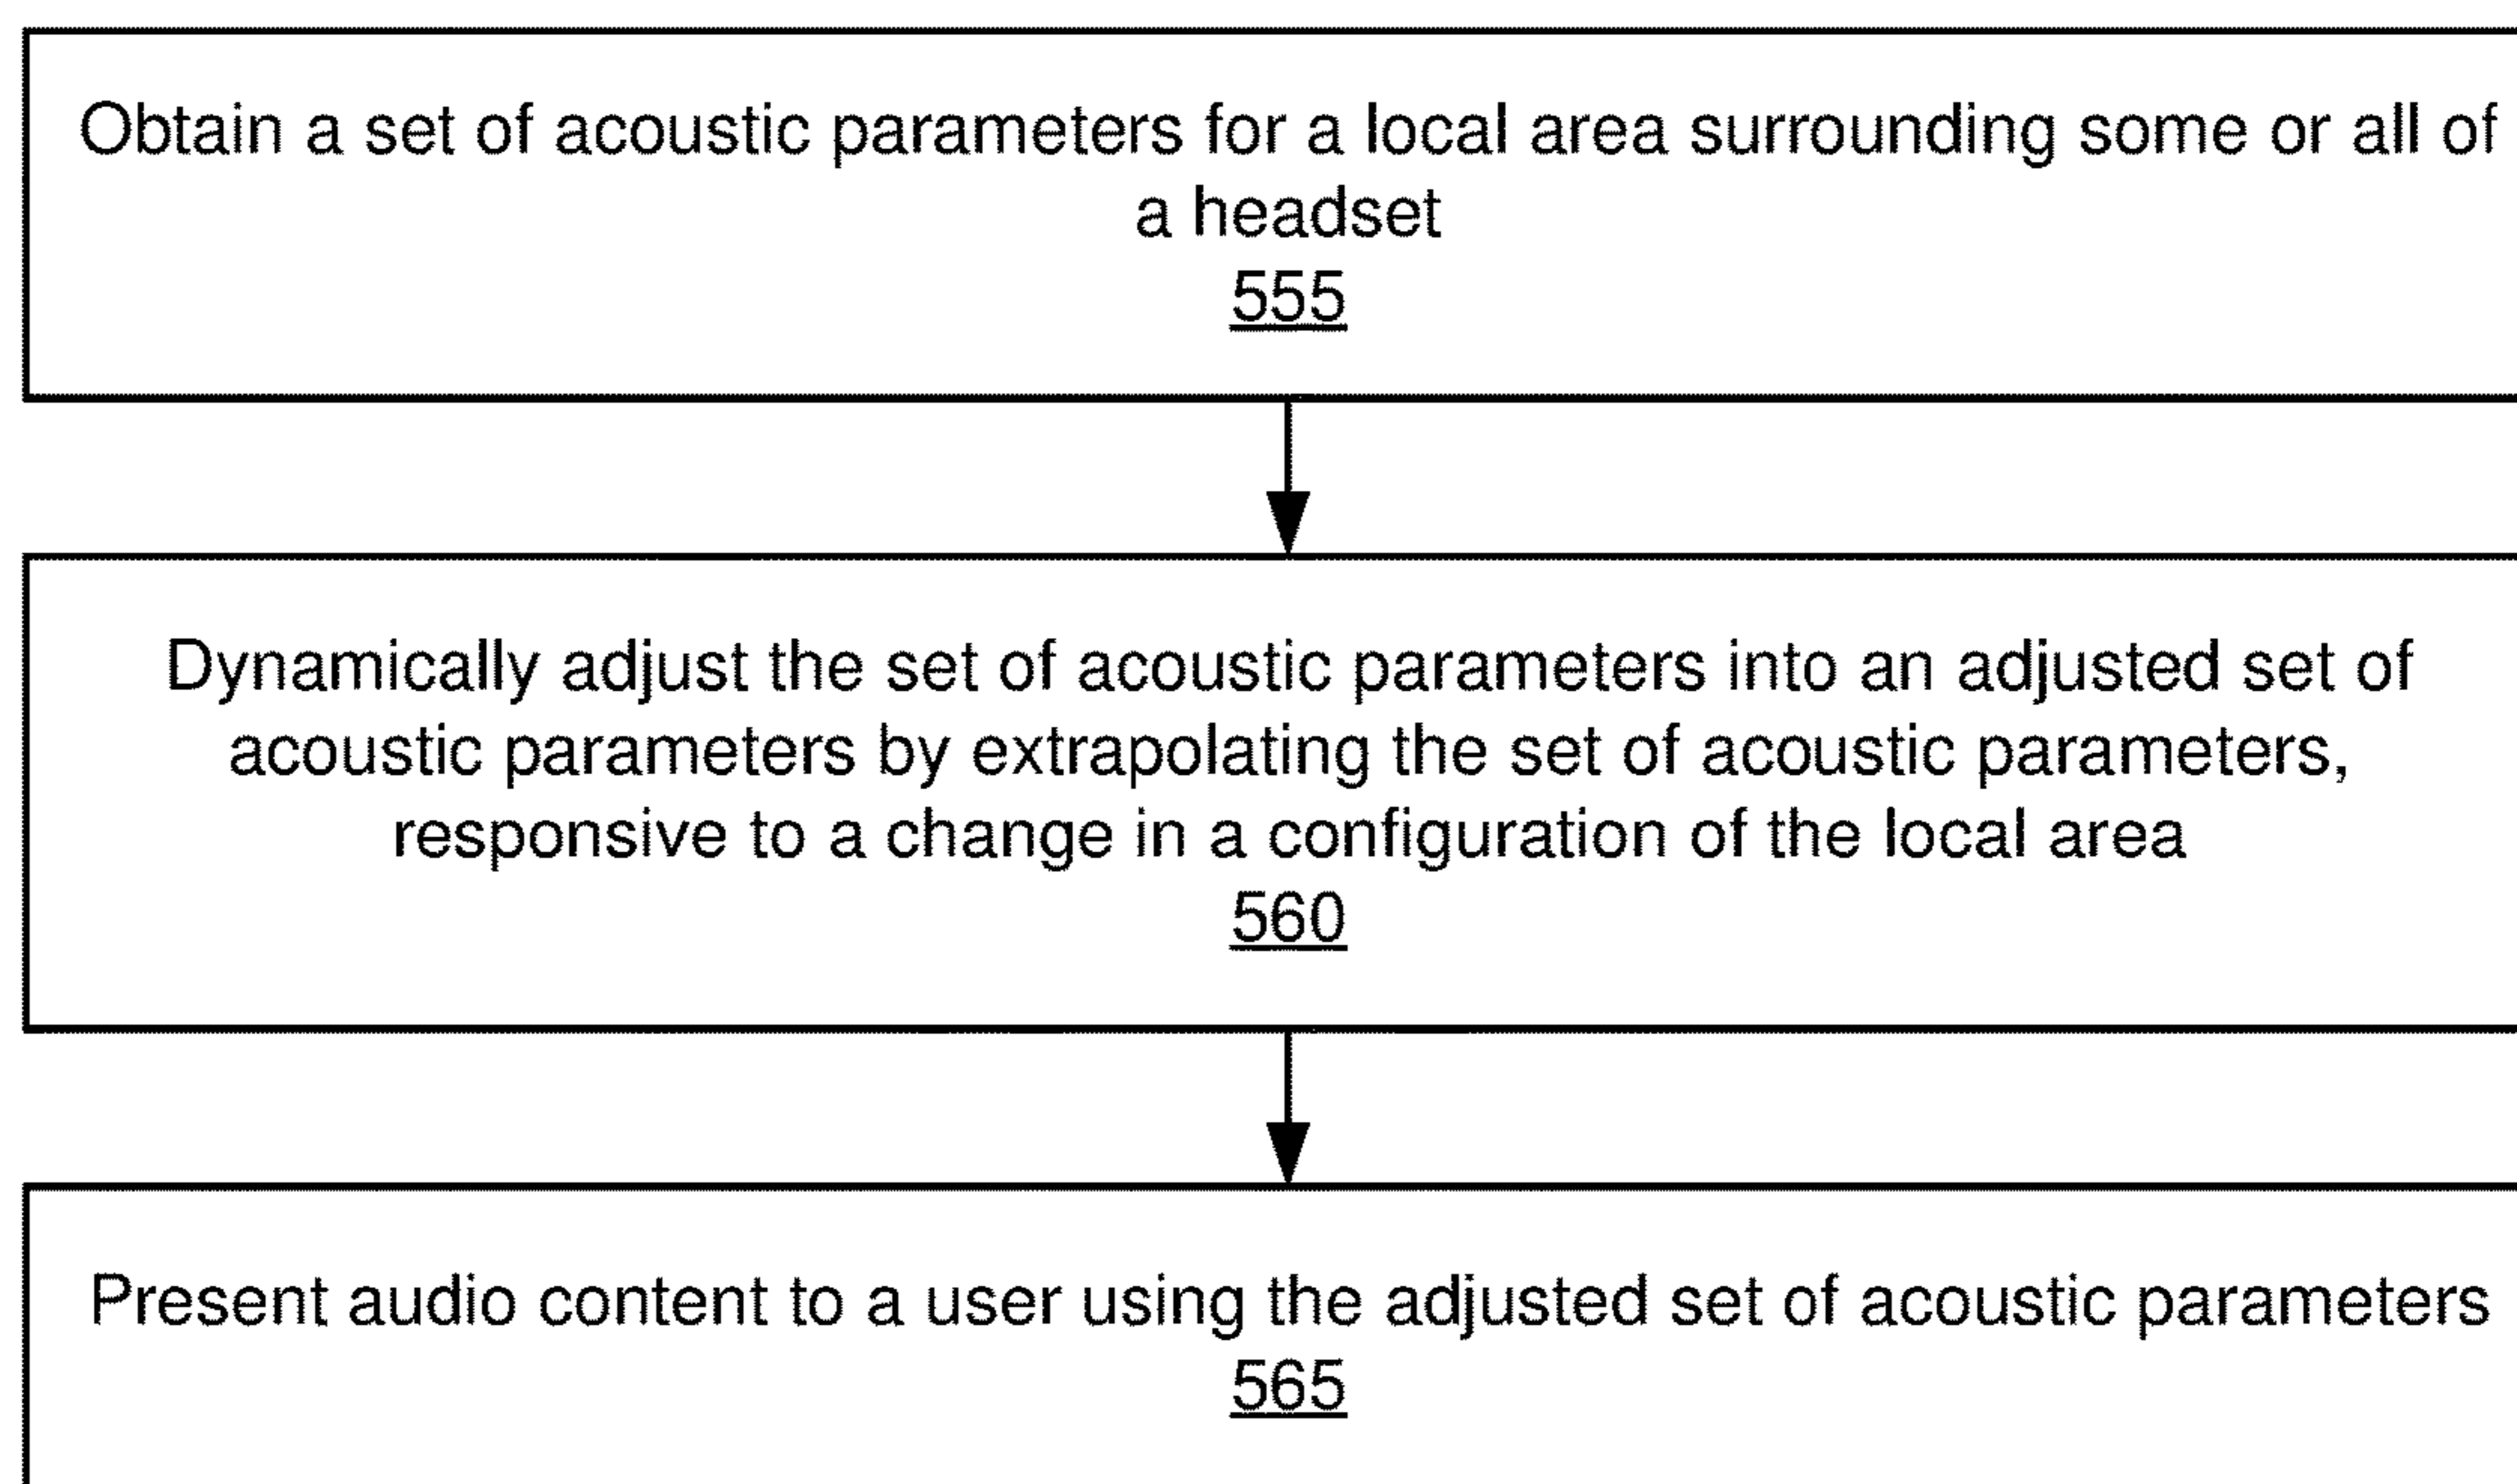 Obtain a set of acoustic parameters for a local area surrounding some or all of
a headset
555
Dynamically adjust the set of acoustic parameters into an adjusted set of
acoustic parameters by extrapolating the set of acoustic parameters,
responsive to a change in a configuration of the local area
560
Present audio content to a user using the adjusted set of acoustic parameters
565